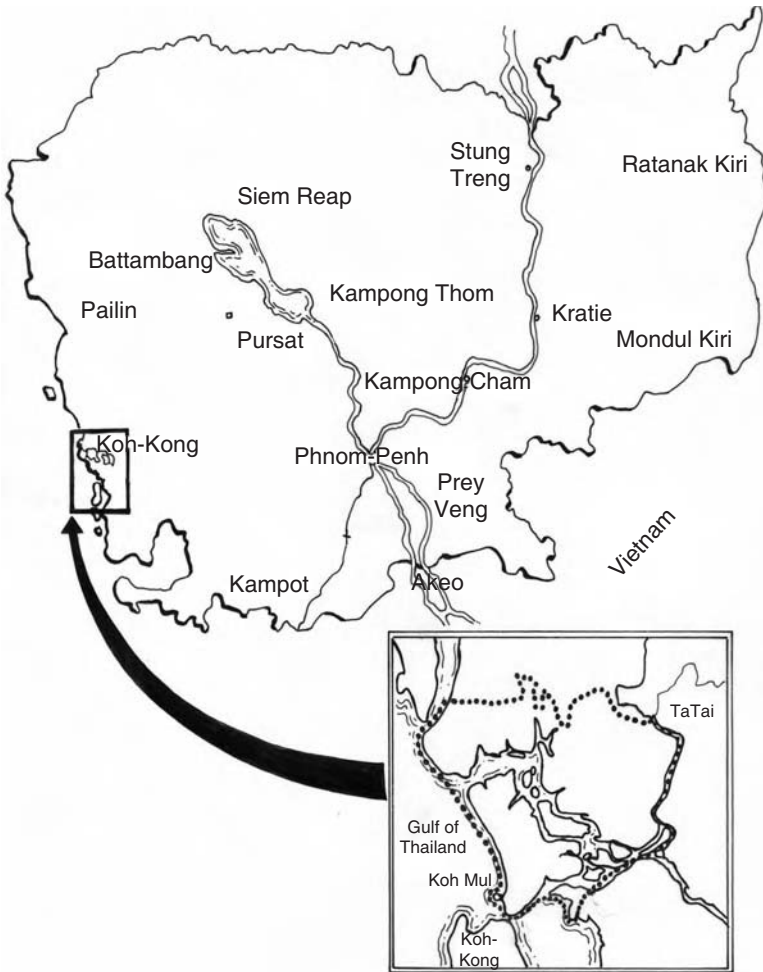 Stung
Treng
Ratanak Kiri
Siem Reap
Battambang
Kampong Thom
Pailin
Kratie
Pursat
Mondul Kiri
Kampong Cham
Koh-Kong
Phnom-Penh
Prey
Veng
Vietnam
Kampot
Akeo
TaTai
Gulf of
Thailand
Koh Mul
Koh-
Kong